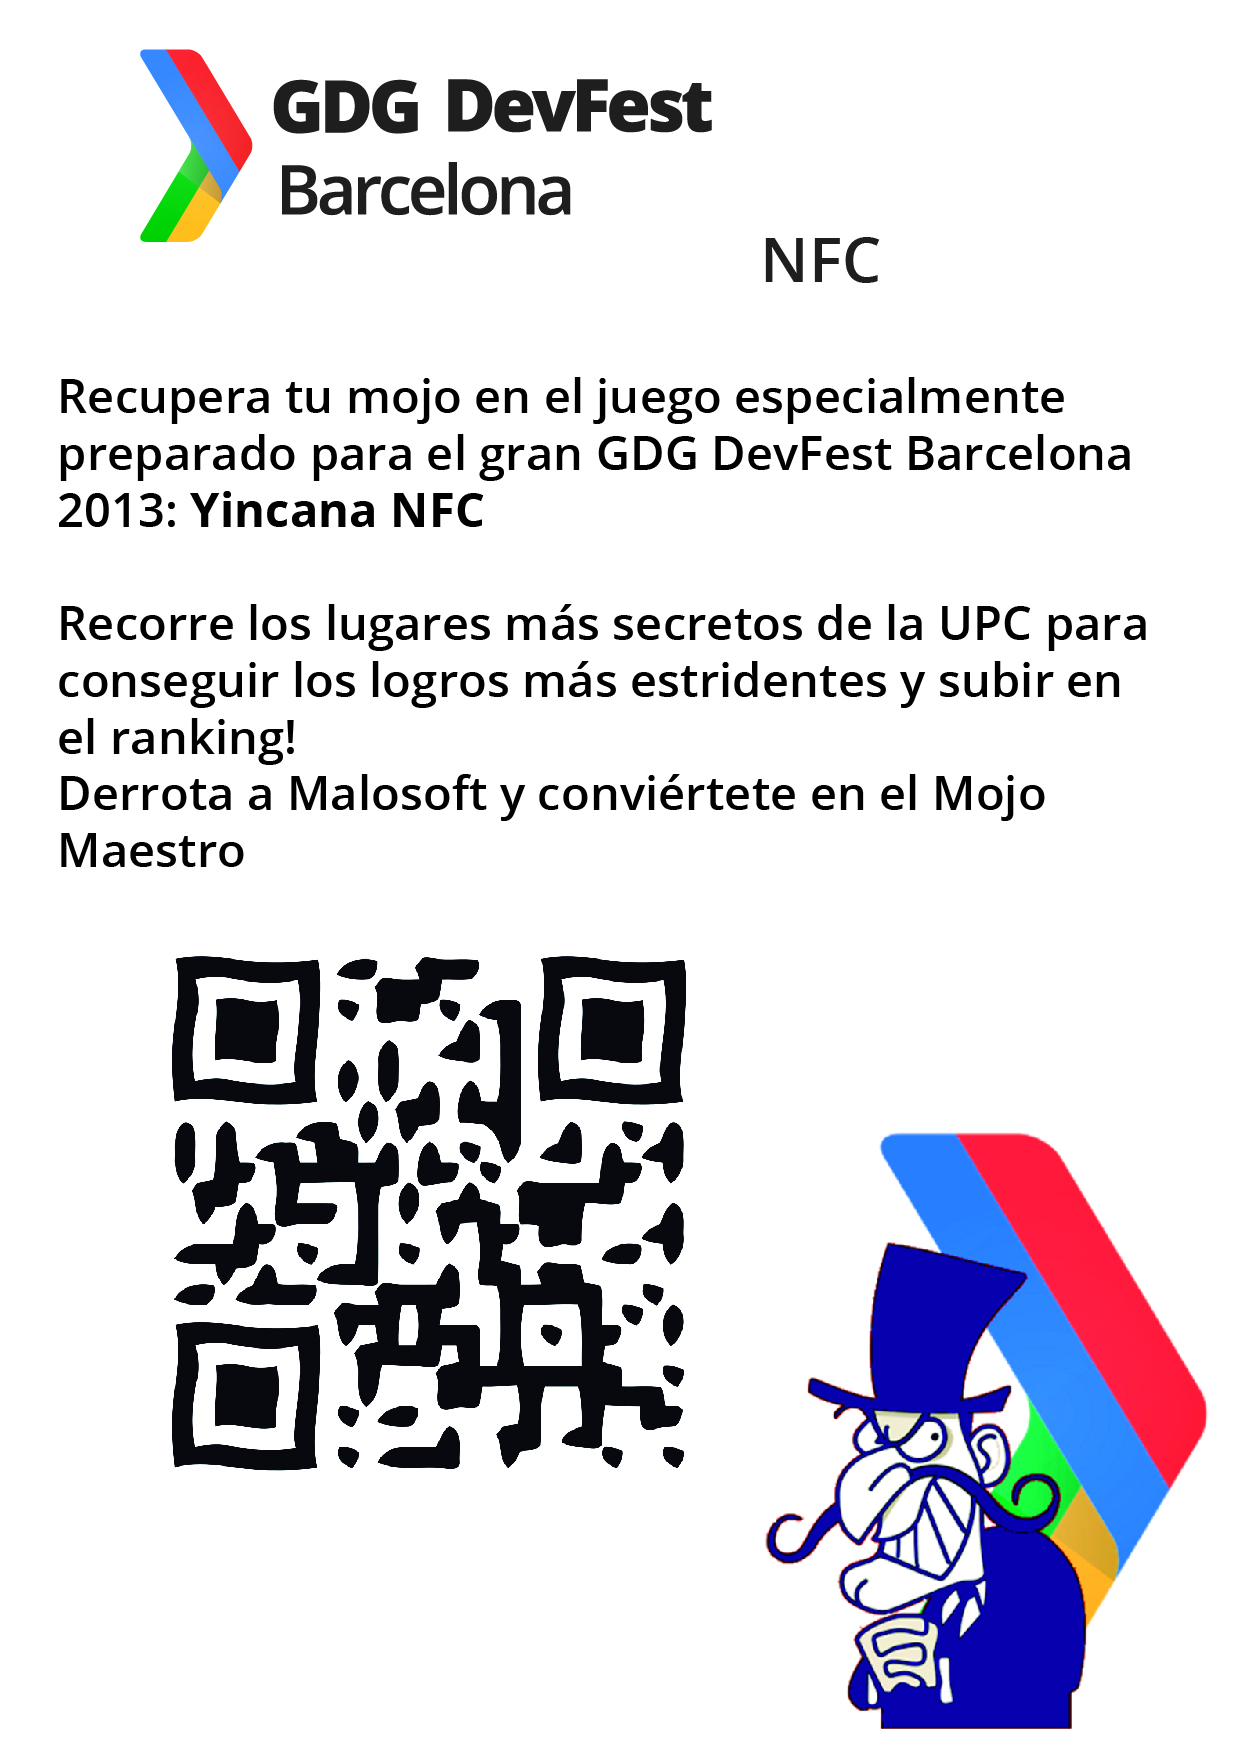 GDG DevFest
Barcelona
NFC
Recupera tu mojo en el juego especialmente
preparado para el gran GDG DevFest Barcelona
2013: Yincana NFC
Recorre los lugares más secretos de la UPC para
conseguir los logros más estridentes y subir en
el ranking!
Derrota a Malosoft y conviértete en el Mojo
Maestro